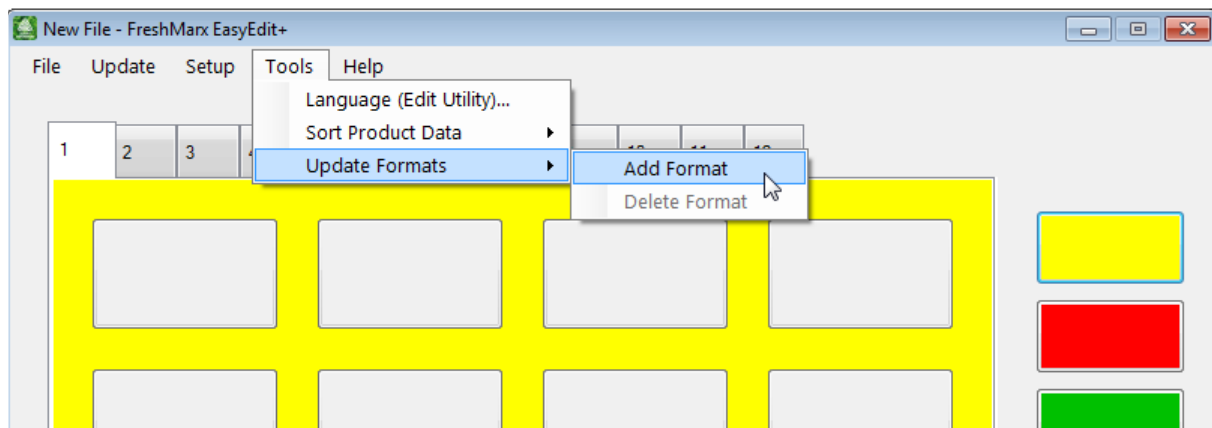 New File - FreshMarx EasyEdit+
File Update Setup Tools Help
Language (Edit Utility)...
Sort Product Data
Update Formats
Add Format
Delete Format
1 2 3